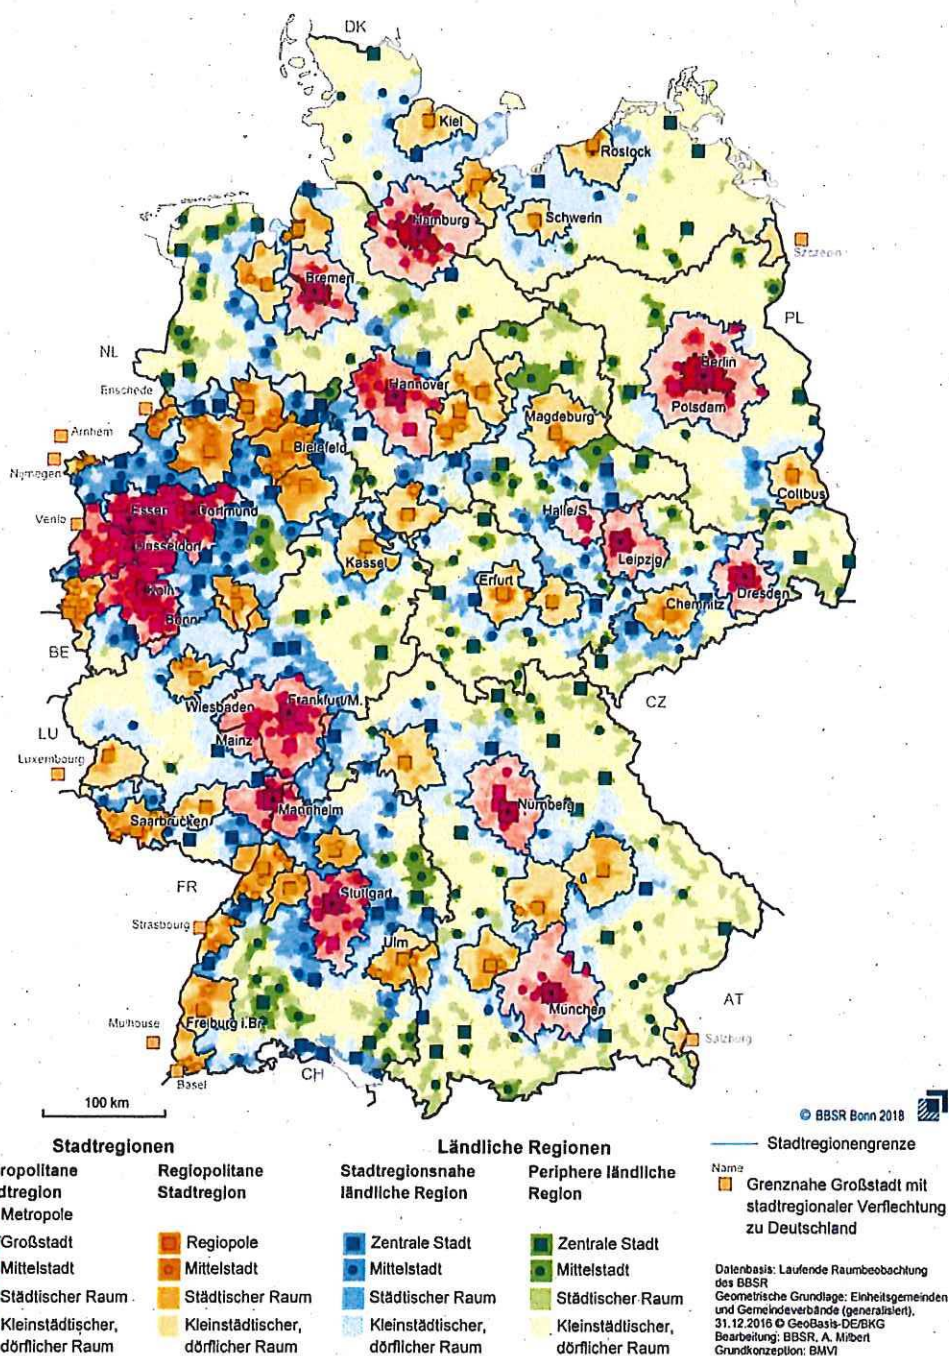 DK
Kiel
Rostock
Hamburg
Schwerin
Szczecin
Bremen
PL
NL
Berlin
Hannover
Enschede
Potsdam
Magdeburg
Arnhem
Bielefeld
Nijmegen
Cottbus
Essen
Dortmund
Halle/S.
Venlo
Düsseldorf
Leipzig
Kassel
Erfurt
Dresden
Köln
Chemnitz
Bonn
BE
CZ
Wiesbaden
Frankfurt/M.
LU
Mainz
Luxembourg
Mannheim
Nürnberg
Saarbrücken
FR
Stuttgart
Strasbourg
Ulm
AT
München
Mulhouse
Freiburg i.Br.
Salzburg
CH
Basel
100 km
© BBSR Bonn 2018
Stadtregionen
ropolitane
dtregion
Metropole
Großstadt
Mittelstadt
Städtischer Raum
Kleinstädtischer,
dörflicher Raum
Regiopolitane
Stadtregion
Regiopole
Mittelstadt
Städtischer Raum
Kleinstädtischer,
dörflicher Raum
Ländliche Regionen
Stadtregionsnahe
ländliche Region
Zentrale Stadt
Mittelstadt
Städtischer Raum
Kleinstädtischer,
dörflicher Raum
Periphere ländliche
Region
Zentrale Stadt
Mittelstadt
Städtischer Raum
Kleinstädtischer,
dörflicher Raum
Stadtregionengrenze
Name
Grenznahe Großstadt mit
stadtregionaler Verflechtung
zu Deutschland
Datenbasis: Laufende Raumbeobachtung
des BBSR
Geometrische Grundlage: Einheitsgemeinden
und Gemeindeverbände (generalisiert),
31.12.2016 © GeoBasis-DE/BKG
Bearbeitung: BBSR, A. Milbert
Grundkonzeption: BMVI